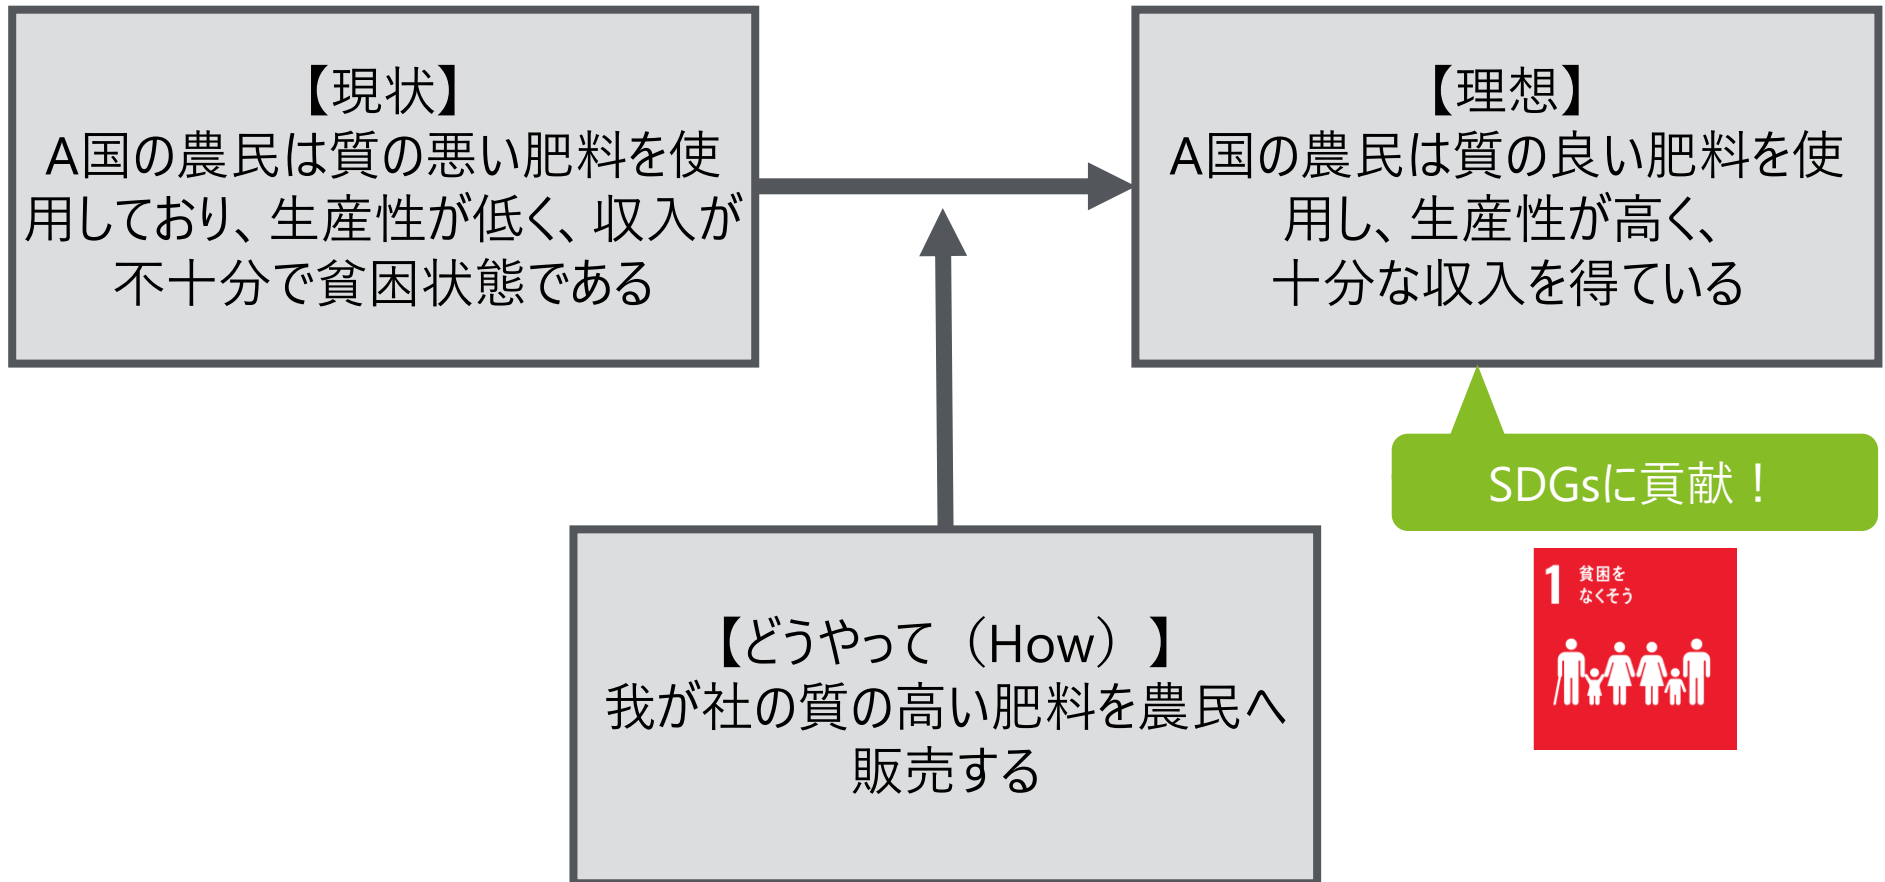 【現状】
A国の農民は質の悪い肥料を使
用しており、生産性が低く、収入が
不十分で貧困状態である
【理想】
A国の農民は質の良い肥料を使
用し、生産性が高く、
十分な収入を得ている
SDGsに貢献！
1 貧困を
なくそう
【どうやって（How）】
我が社の質の高い肥料を農民へ
販売する